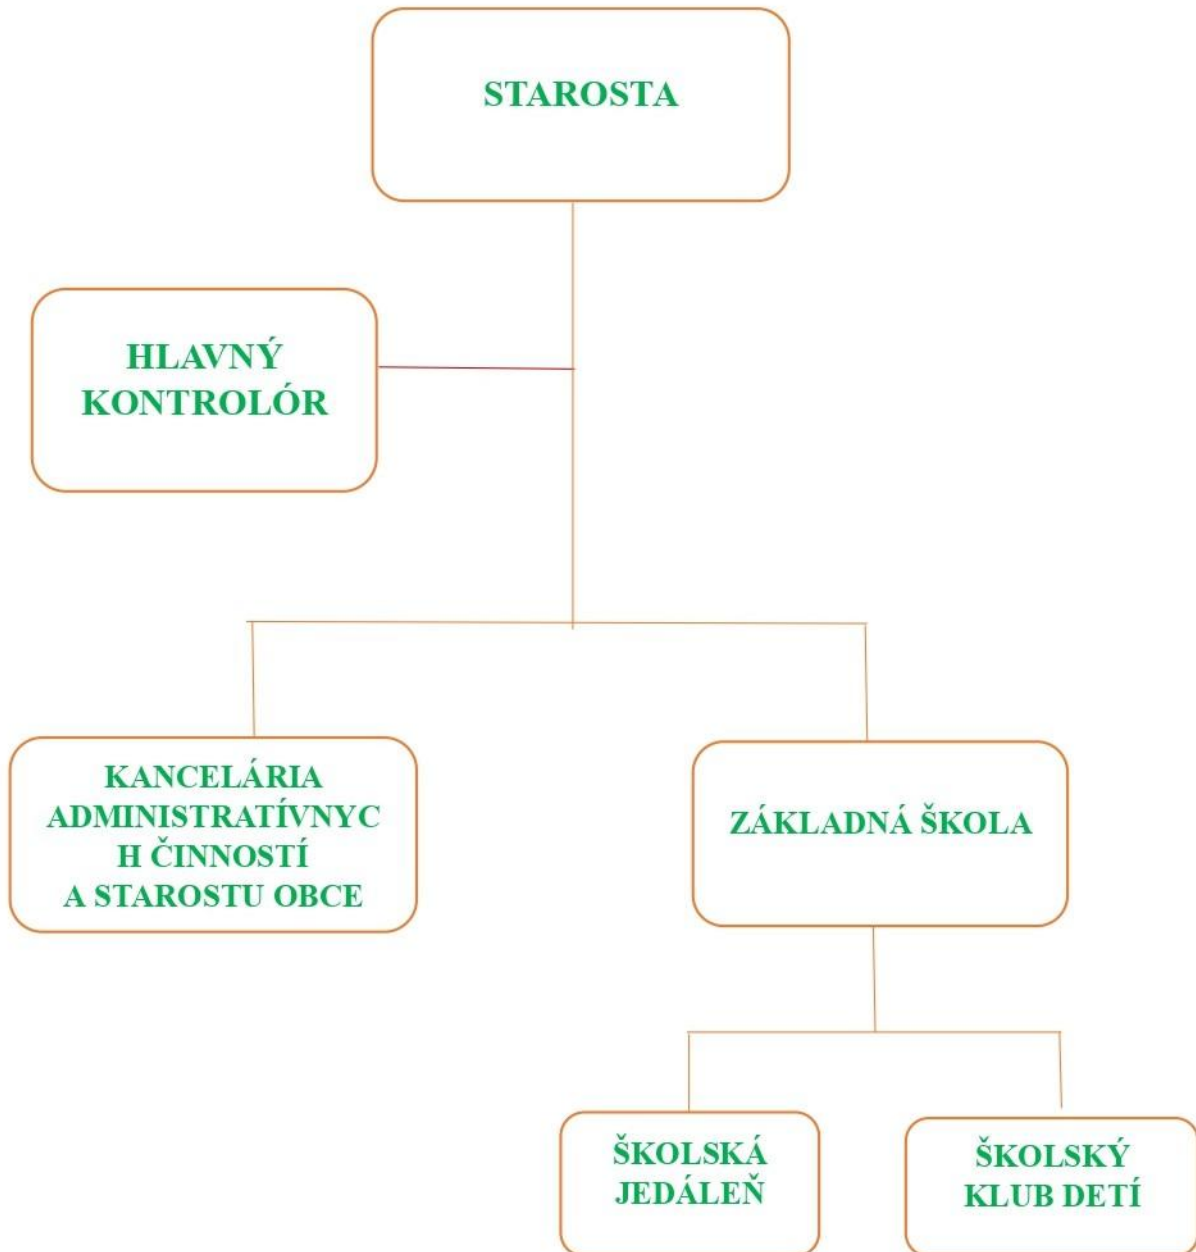 STAROSTA
HLAVNÝ
KONTROLÓR
KANCELÁRIA
ADMINISTRATÍVNYC
H ČINNOSTÍ
A STAROSTU OBCE
ZÁKLADNÁ ŠKOLA
ŠKOLSKÁ
JEDÁLEŇ
ŠKOLSKÝ
KLUB DETÍ